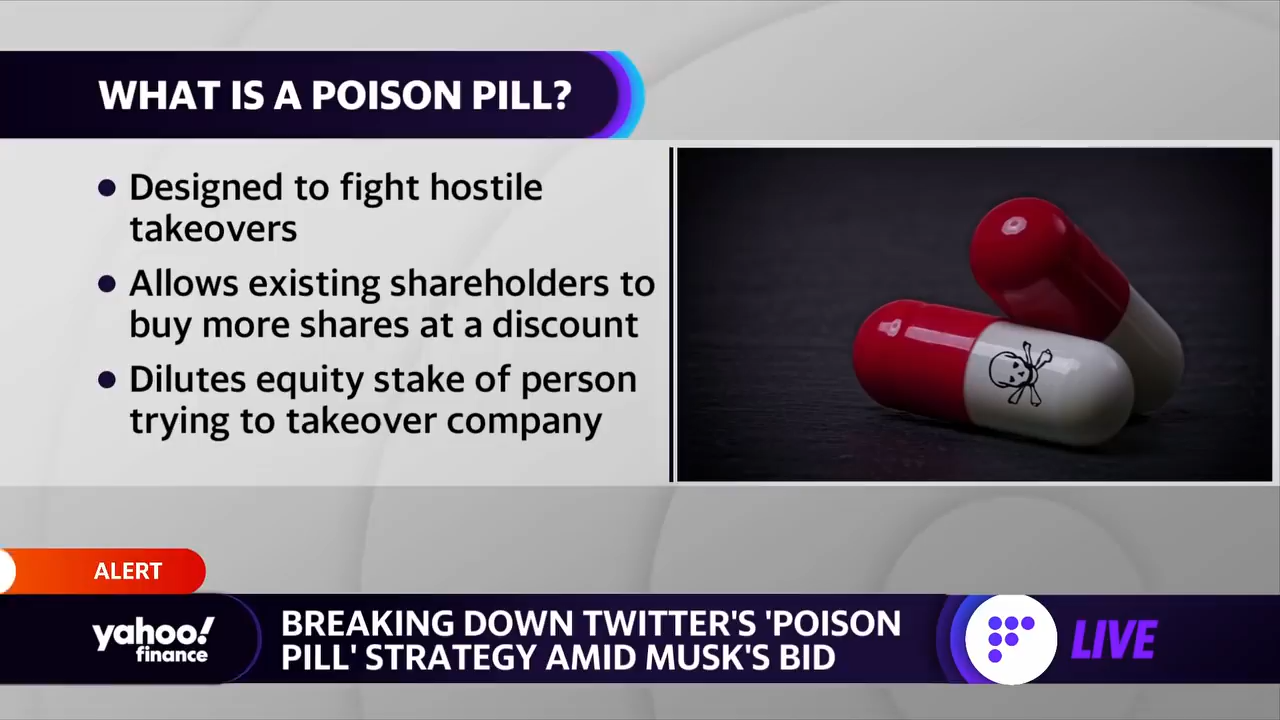 WHAT IS A POISON PILL?
• Designed to fight hostile
takeovers
• Allows existing shareholders to
buy more shares at a discount
• Dilutes equity stake of person
trying to takeover company
ALERT
yahoo!
finance
BREAKING DOWN TWITTER'S 'POISON
PILL' STRATEGY AMID MUSK'S BID
LIVE